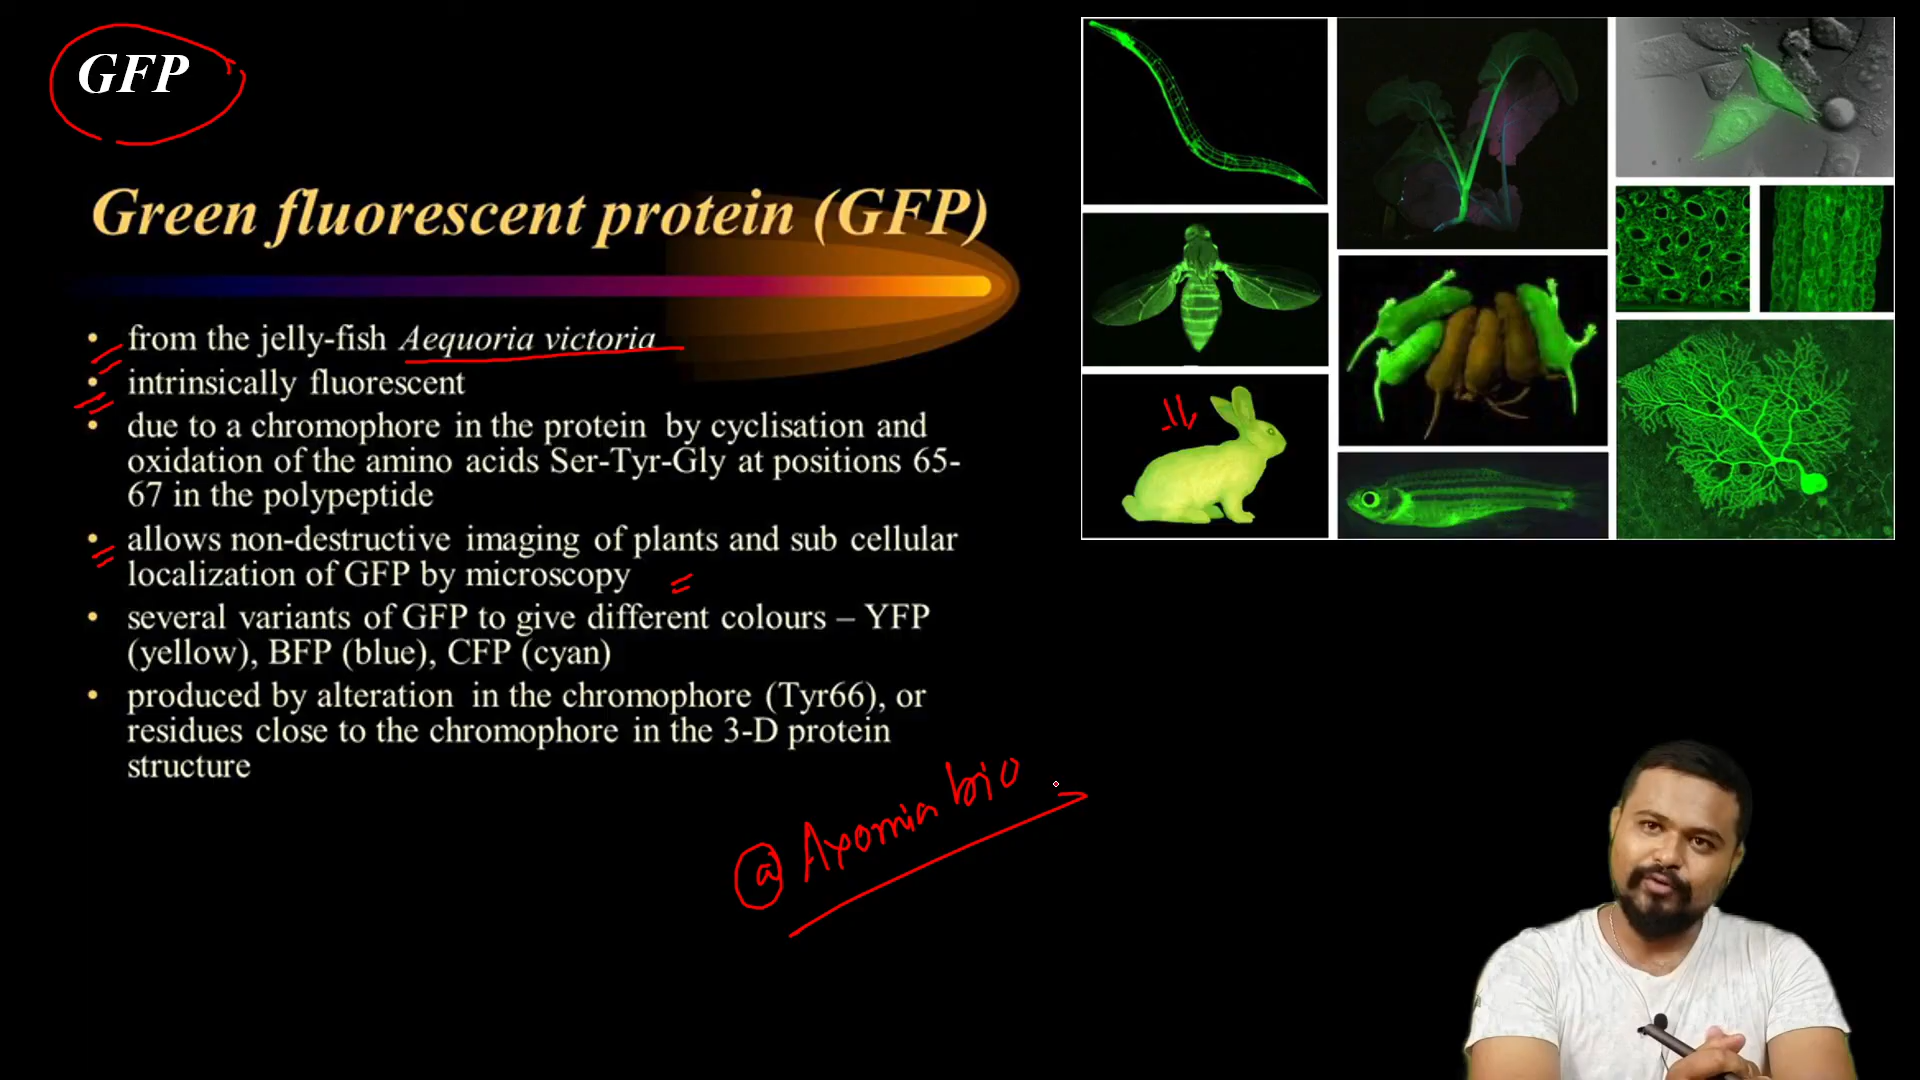 GFP
Green fluorescent protein (GFP)
• from the jelly-fish Aequoria victoria
• intrinsically fluorescent
• due to a chromophore in the protein by cyclisation and
oxidation of the amino acids Ser-Tyr-Gly at positions 65-
67 in the polypeptide
• allows non-destructive imaging of plants and sub cellular
localization of GFP by microscopy
• several variants of GFP to give different colours – YFP
(yellow), BFP (blue), CFP (cyan)
• produced by alteration in the chromophore (Tyr66), or
residues close to the chromophore in the 3-D protein
structure
@ Axomia bio